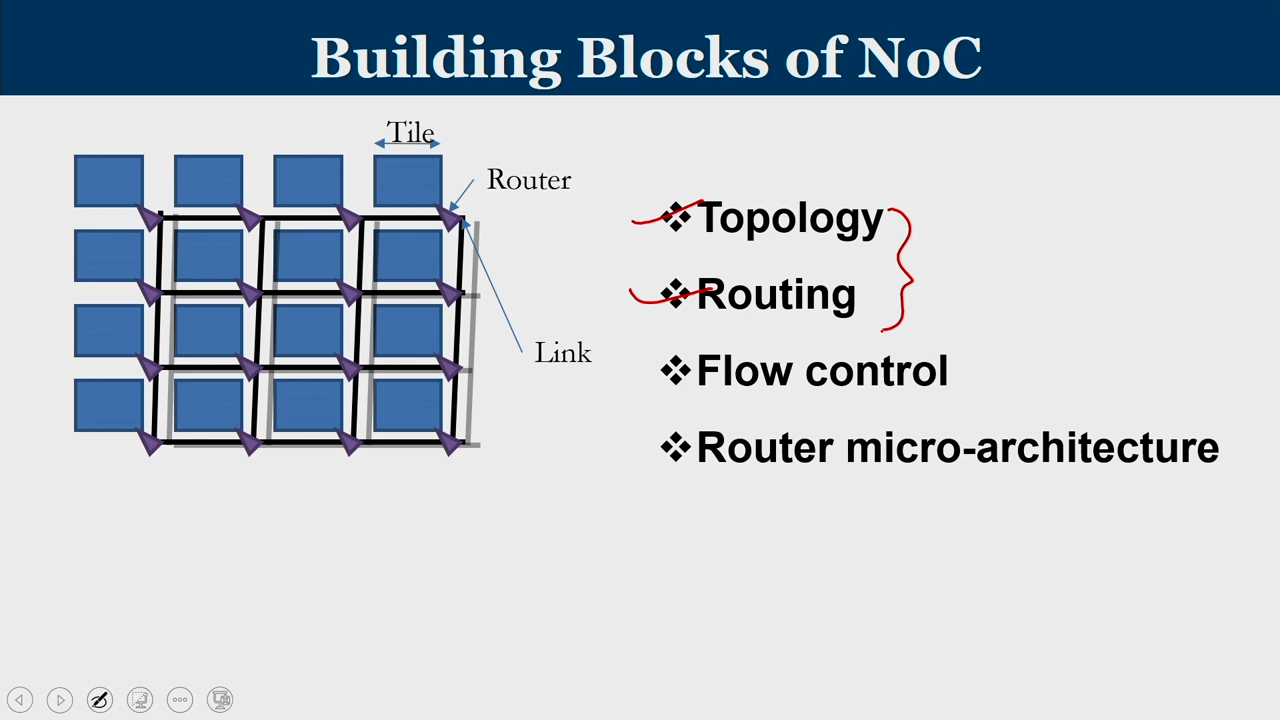 Building Blocks of NoC
Tile
Router
Link
❖Topology
❖Routing
❖Flow control
❖Router micro-architecture